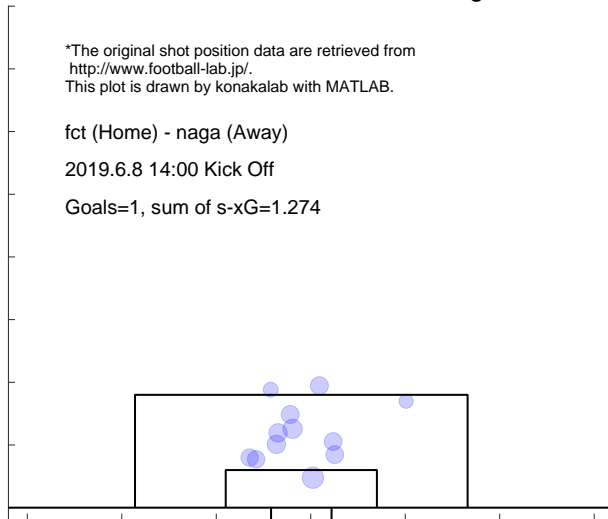 *The original shot position data are retrieved from
http://www.football-lab.jp/.
This plot is drawn by konakalab with MATLAB.
fct (Home) - naga (Away)
2019.6.8 14:00 Kick Off
Goals=1, sum of s-xG=1.274